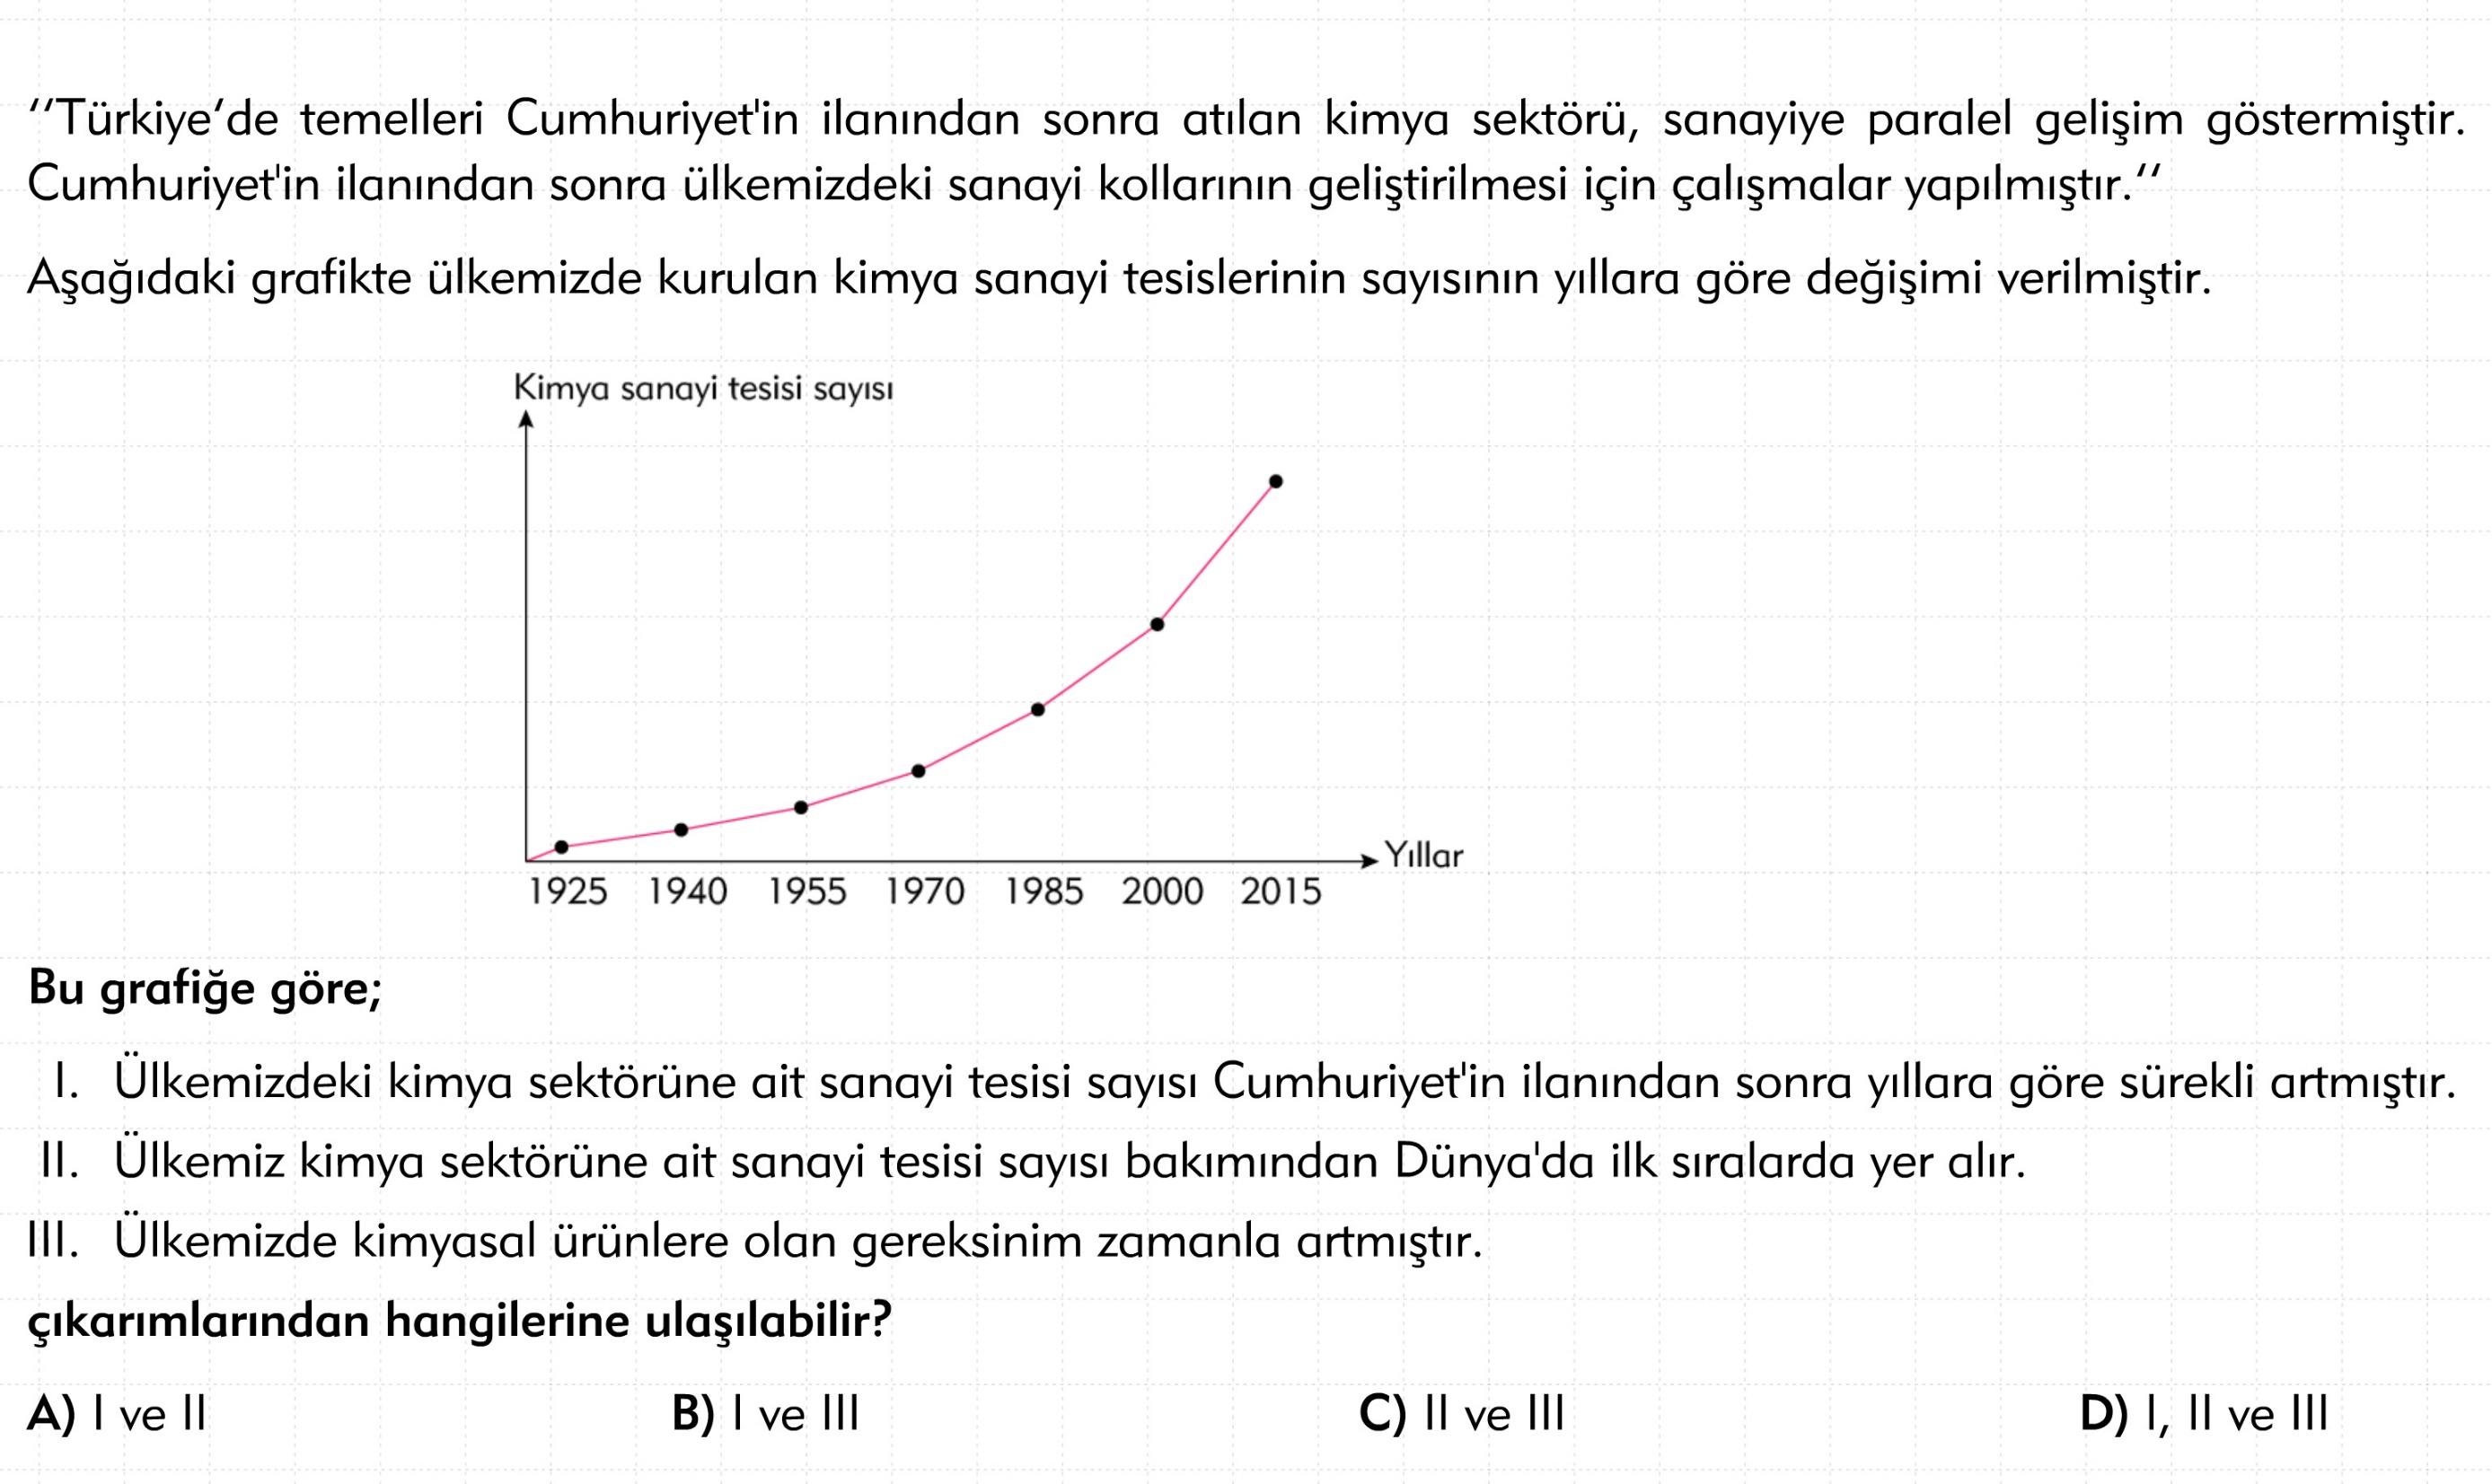 ‘‘Türkiye‘de temelleri Cumhuriyet'in ilanından sonra atılan kimya sektörü, sanayiye paralel gelişim göstermiştir.
Cumhuriyet'in ilanından sonra ülkemizdeki sanayi kollarının geliştirilmesi için çalışmalar yapılmıştır.‘‘
Aşağıdaki grafikte ülkemizde kurulan kimya sanayi tesislerinin sayısının yıllara göre değişimi verilmiştir.
Kimya sanayi tesisi sayısı
Yıllar
1925 1940 1955 1970 1985 2000 2015
Bu grafiğe göre;
I. Ülkemizdeki kimya sektörüne ait sanayi tesisi sayısı Cumhuriyet'in ilanından sonra yıllara göre sürekli artmıştır.
II. Ülkemiz kimya sektörüne ait sanayi tesisi sayısı bakımından Dünya'da ilk sıralarda yer alır.
III. Ülkemizde kimyasal ürünlere olan gereksinim zamanla artmıştır.
çıkarımlarından hangilerine ulaşılabilir?
A) I ve II B) I ve III C) II ve III D) I, II ve III